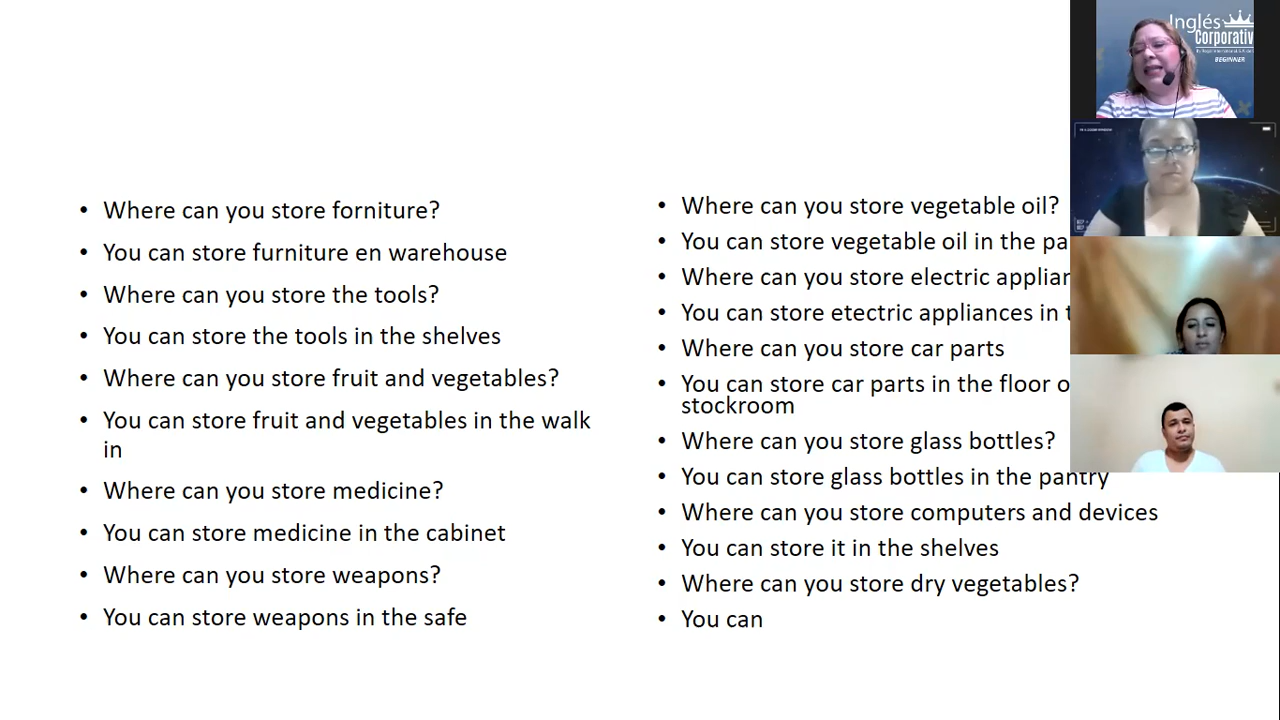 Where can you store forniture?
You can store furniture en warehouse
Where can you store the tools?
You can store the tools in the shelves
Where can you store fruit and vegetables?
You can store fruit and vegetables in the walk
in
Where can you store medicine?
You can store medicine in the cabinet
Where can you store weapons?
You can store weapons in the safe
Where can you store vegetable oil?
You can store vegetable oil in the
Where can you store electric
You can store etectric appliances in
Where can you store car parts
You can store car parts in the floor
stockroom
Where can you store glass bottles?
You can store glass bottles in the pantry
Where can you store computers and devices
You can store it in the shelves
Where can you store dry vegetables?
You can
Inglés
Corporativ
BEGINNER